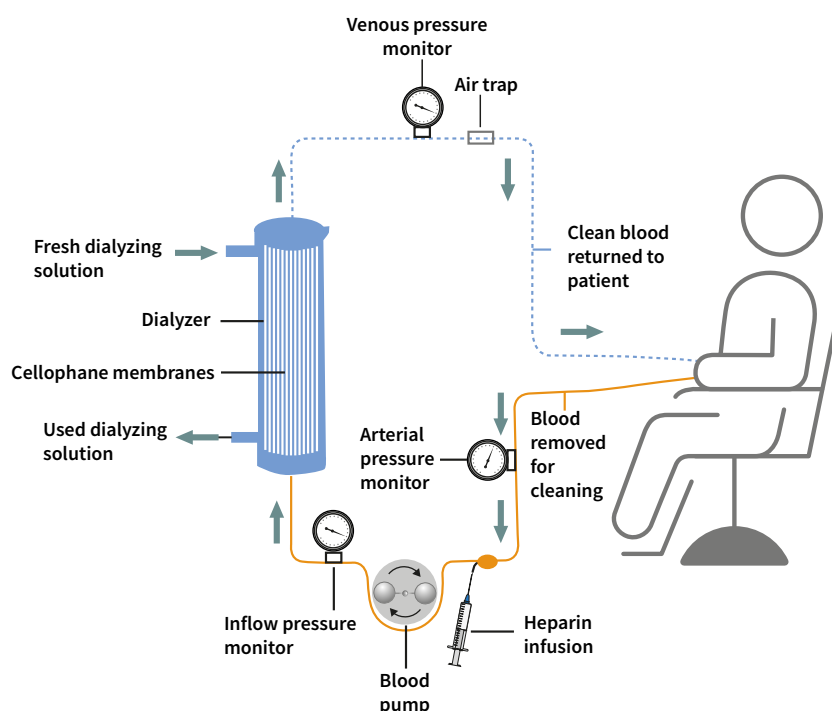 Venous pressure
monitor
Air trap
Fresh dialyzing
solution
Clean blood
returned to
patient
Dialyzer
Cellophane membranes
Used dialyzing
solution
Arterial
pressure
monitor
Blood
removed
for
cleaning
Inflow pressure
monitor
Heparin
infusion
Blood
pump